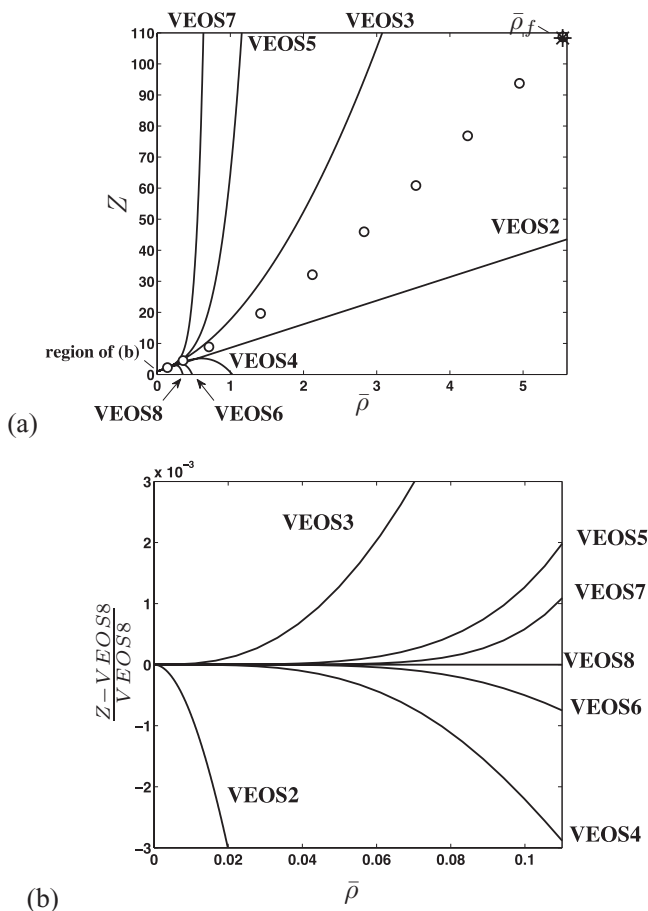 VEOS7
VEOS5
VEOS3
ρ̄_f
110
100
90
80
70
60
50
40
30
20
10
0
Z
VEOS2
VEOS4
region of (b)
0 1 2 3 4 5
VEOS8
VEOS6
ρ̄
(a)
x 10⁻³
3
2
1
0
−1
−2
−3
Z−VEOS8
VEOS8
VEOS3
VEOS5
VEOS7
VEOS8
VEOS6
VEOS2
VEOS4
0 0.02 0.04 0.06 0.08 0.1
ρ̄
(b)